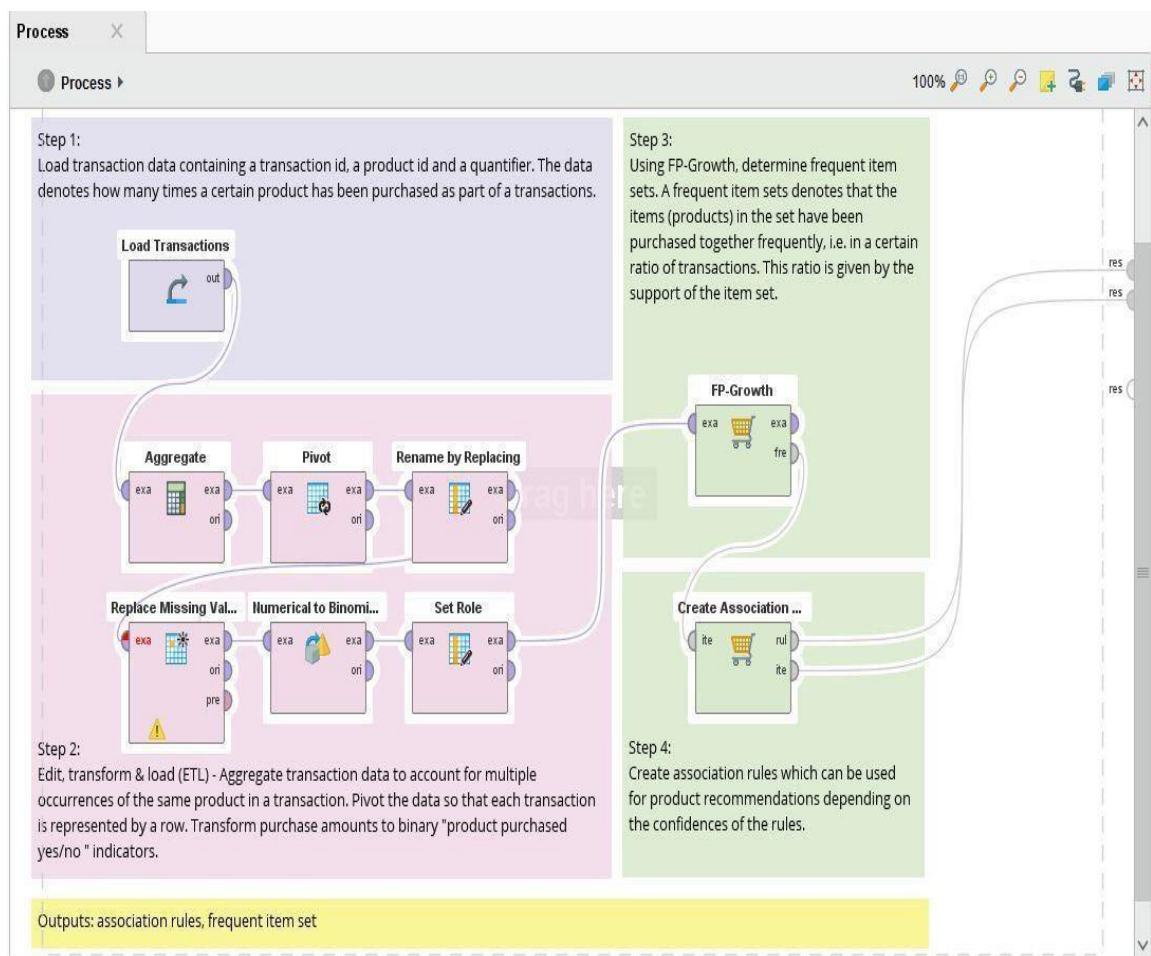 Process
Process
100%
Step 1:
Load transaction data containing a transaction id, a product id and a quantifier. The data
denotes how many times a certain product has been purchased as part of a transactions.
Load Transactions
out
Aggregate
exa exa
ori
Pivot
exa exa
ori
Rename by Replacing
exa exa
ori
rag here
Replace Missing Val...
exa exa
ori
pre
Numerical to Binomi...
exa exa
ori
Set Role
exa exa
ori
Step 2:
Edit, transform & load (ETL) - Aggregate transaction data to account for multiple
occurrences of the same product in a transaction. Pivot the data so that each transaction
is represented by a row. Transform purchase amounts to binary "product purchased
yes/no " indicators.
Step 3:
Using FP-Growth, determine frequent item
sets. A frequent item sets denotes that the
items (products) in the set have been
purchased together frequently, i.e. in a certain
ratio of transactions. This ratio is given by the
support of the item set.
FP-Growth
exa exa
fre
Create Association ...
ite rul
ite
Step 4:
Create association rules which can be used
for product recommendations depending on
the confidences of the rules.
res
res
res
Outputs: association rules, frequent item set